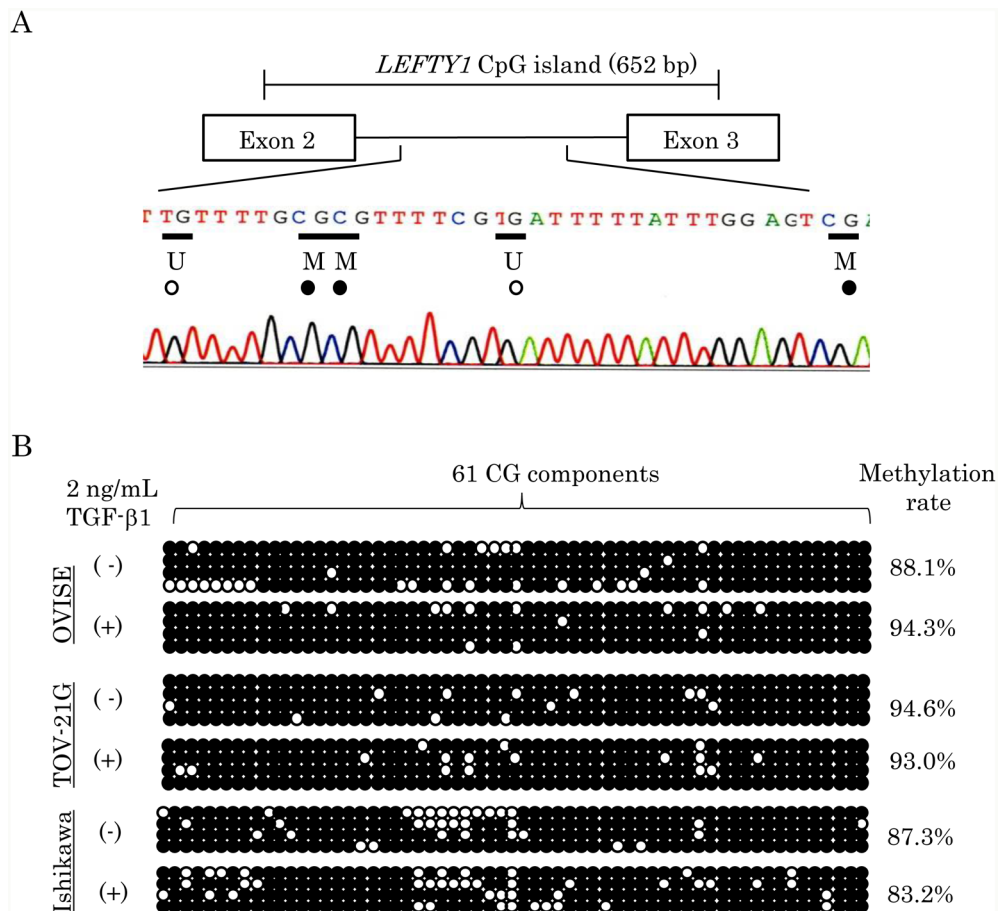 A
LEFTY1 CpG island (652 bp)
Exon 2 Exon 3
T TGTTTTGCGCGTTTTCGTGATTTTTATTTGGAGTCGA
U M M U M
B
2 ng/mL TGF-β1
61 CG components
Methylation rate
OVISE
(-) 88.1%
(+) 94.3%
TOV-21G
(-) 94.6%
(+) 93.0%
Ishikawa
(-) 87.3%
(+) 83.2%